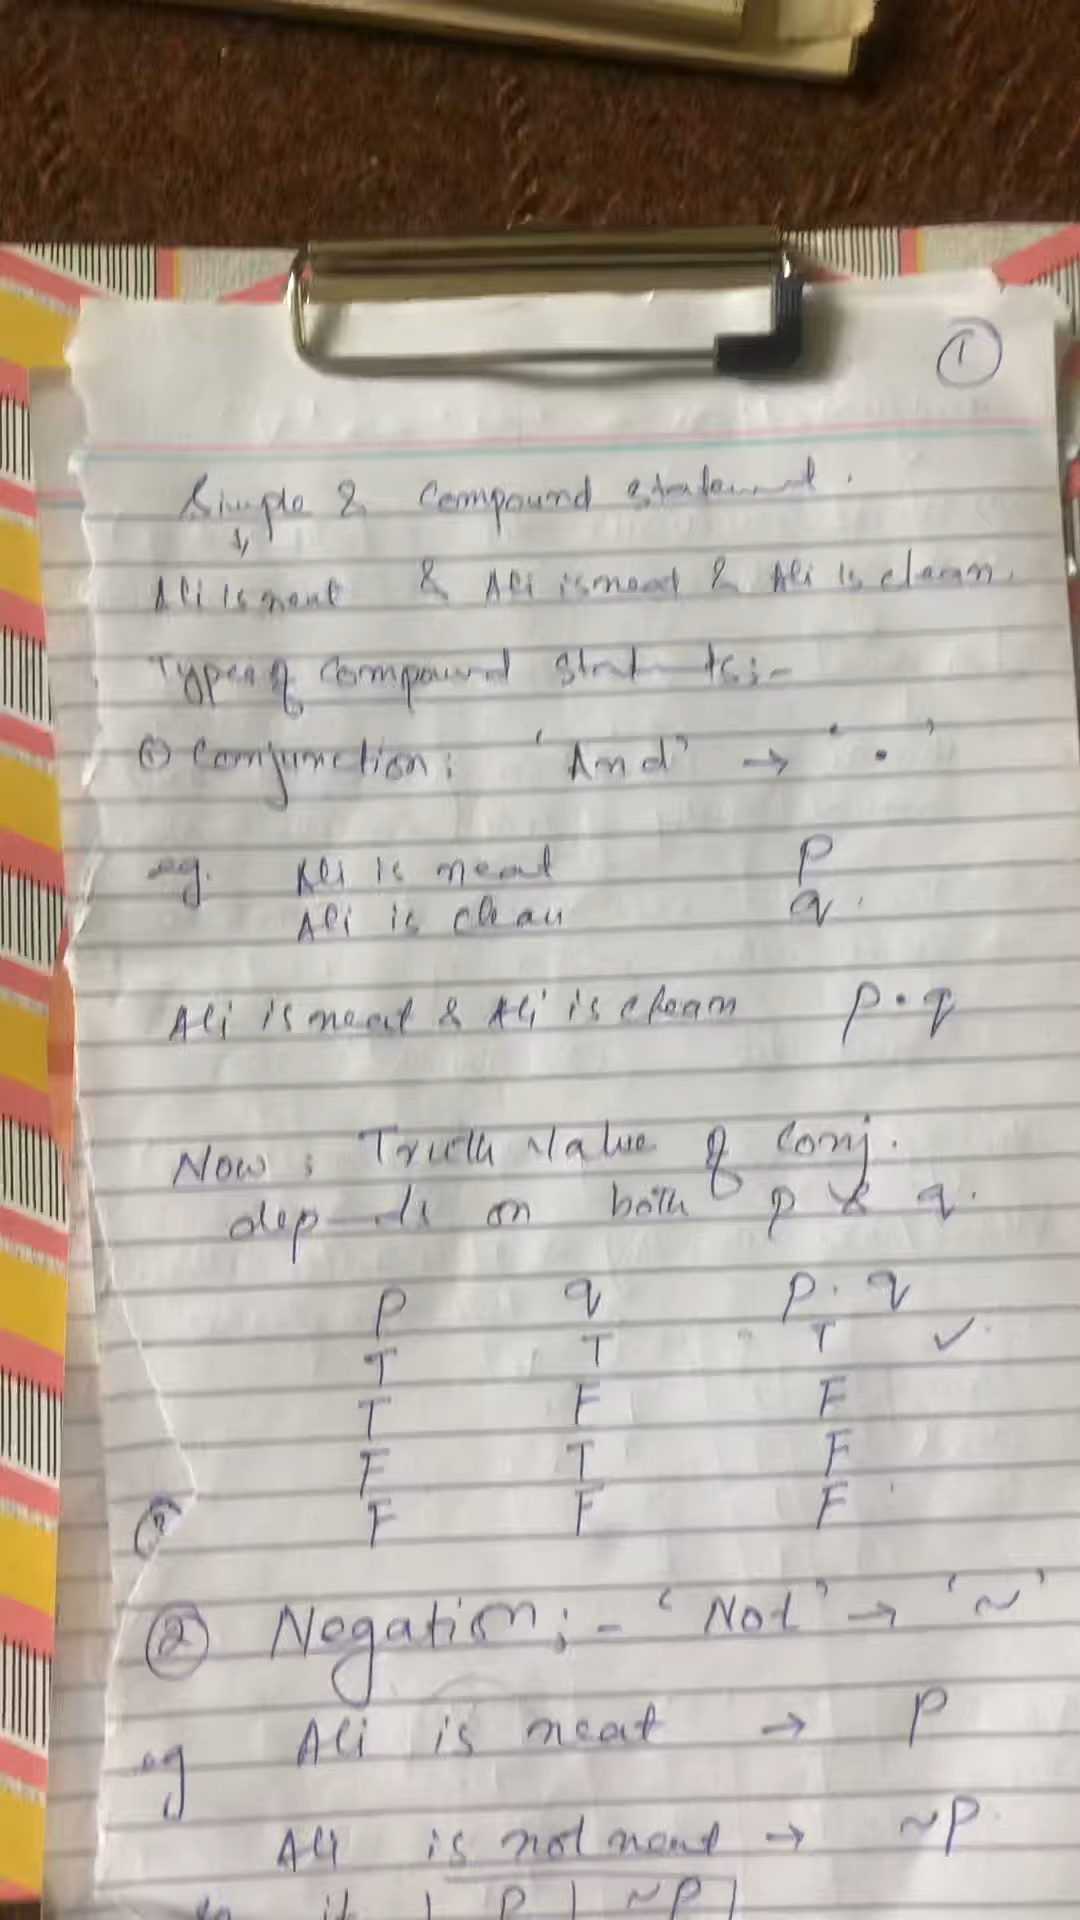 1
Simple & Compound statement.
↓
Ali is neat & Ali is neat & Ali is clean.
Types of Compound Statements:-
① Conjunction: 'And' → '•'
eg. Ali is neat P
Ali is clean q.
Ali is neat & Ali is clean p•q
Now: Truth Value of Conj.
depends on both p & q.
P q P.q
T T T ✓
T F F
F T F
F F F
② Negation:- 'Not' → '~'
eg Ali is neat → P
Ali is not neat → ~P
it | P | ~P |